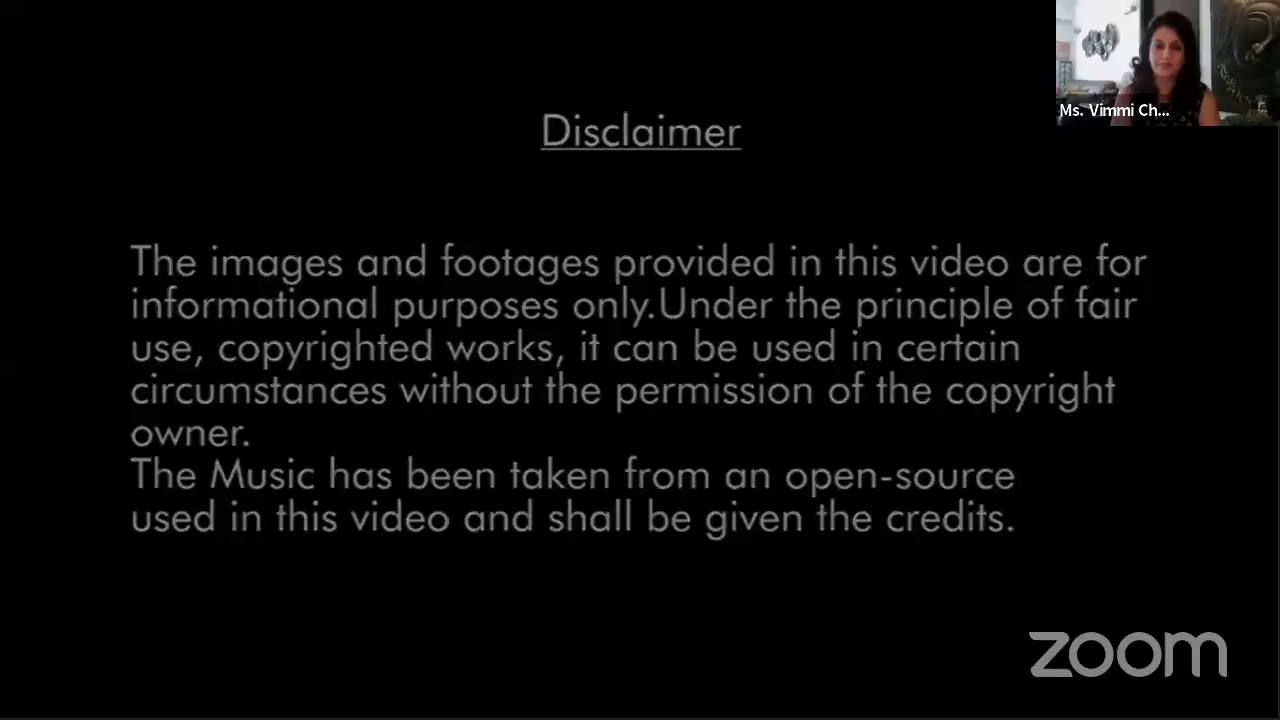 Ms. Vimmi Ch...
Disclaimer
The images and footages provided in this video are for
informational purposes only.Under the principle of fair
use, copyrighted works, it can be used in certain
circumstances without the permission of the copyright
owner.
The Music has been taken from an open-source
used in this video and shall be given the credits.
zoom